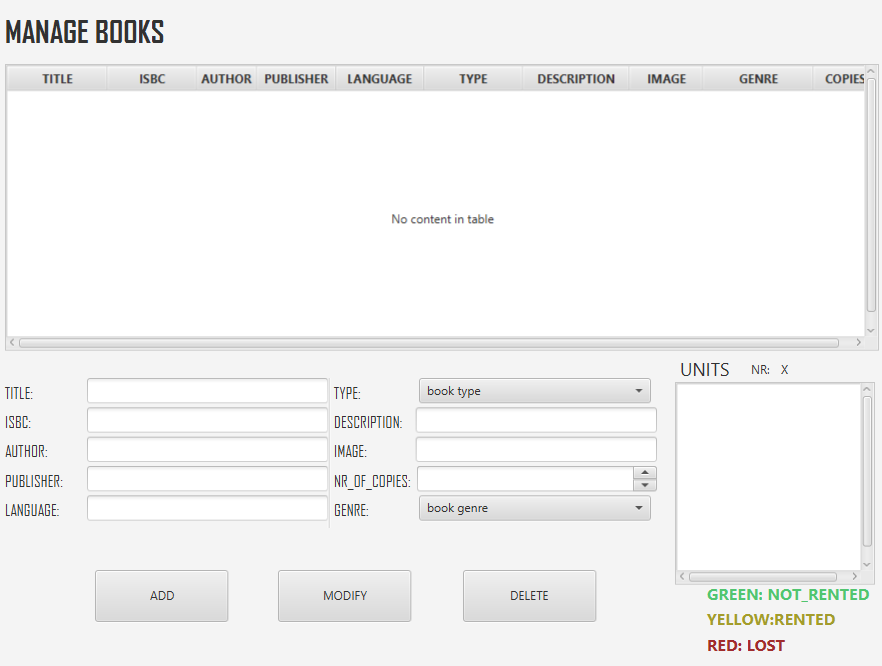 MANAGE BOOKS
TITLE ISBC AUTHOR PUBLISHER LANGUAGE TYPE DESCRIPTION IMAGE GENRE COPIES
No content in table
UNITS NR: X
TITLE: TYPE: book type
ISBC: DESCRIPTION:
AUTHOR: IMAGE:
PUBLISHER: NR_OF_COPIES:
LANGUAGE: GENRE: book genre
ADD MODIFY DELETE
GREEN: NOT_RENTED
YELLOW:RENTED
RED: LOST